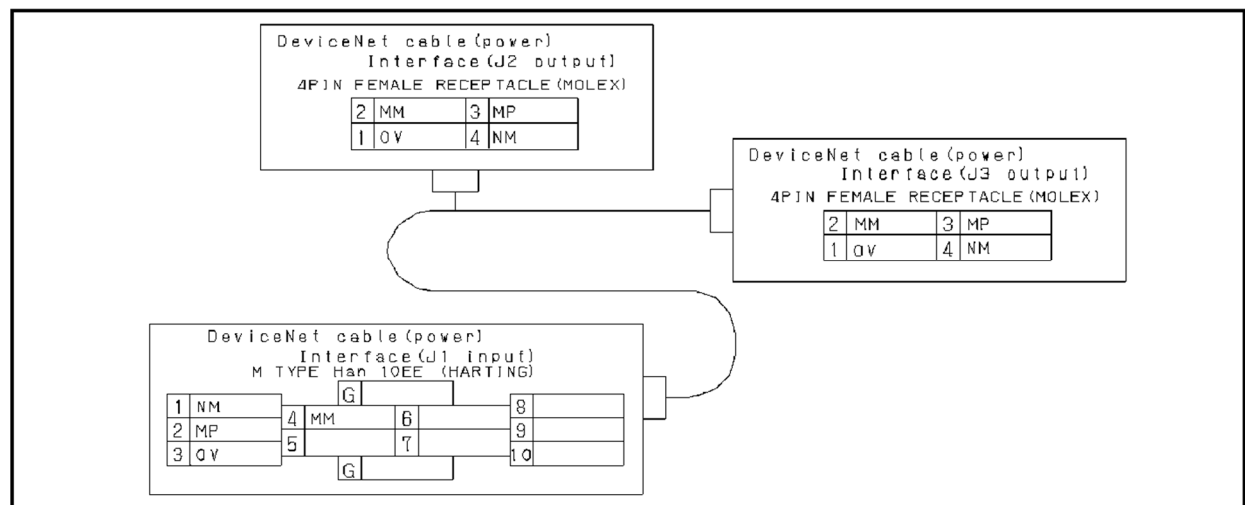 DeviceNet cable(power)
Interface(J2 output)
4PIN FEMALE RECEPTACLE(MOLEX)
2 MM 3 MP
1 0V 4 NM
DeviceNet cable(power)
Interface(J3 output)
4PIN FEMALE RECEPTACLE(MOLEX)
2 MM 3 MP
1 0V 4 NM
DeviceNet cable(power)
Interface(J1 input)
M TYPE Han 10EE (HARTING)
G
1 NM
4 MM 6
8
2 MP
9
5 7
3 0V
10
G